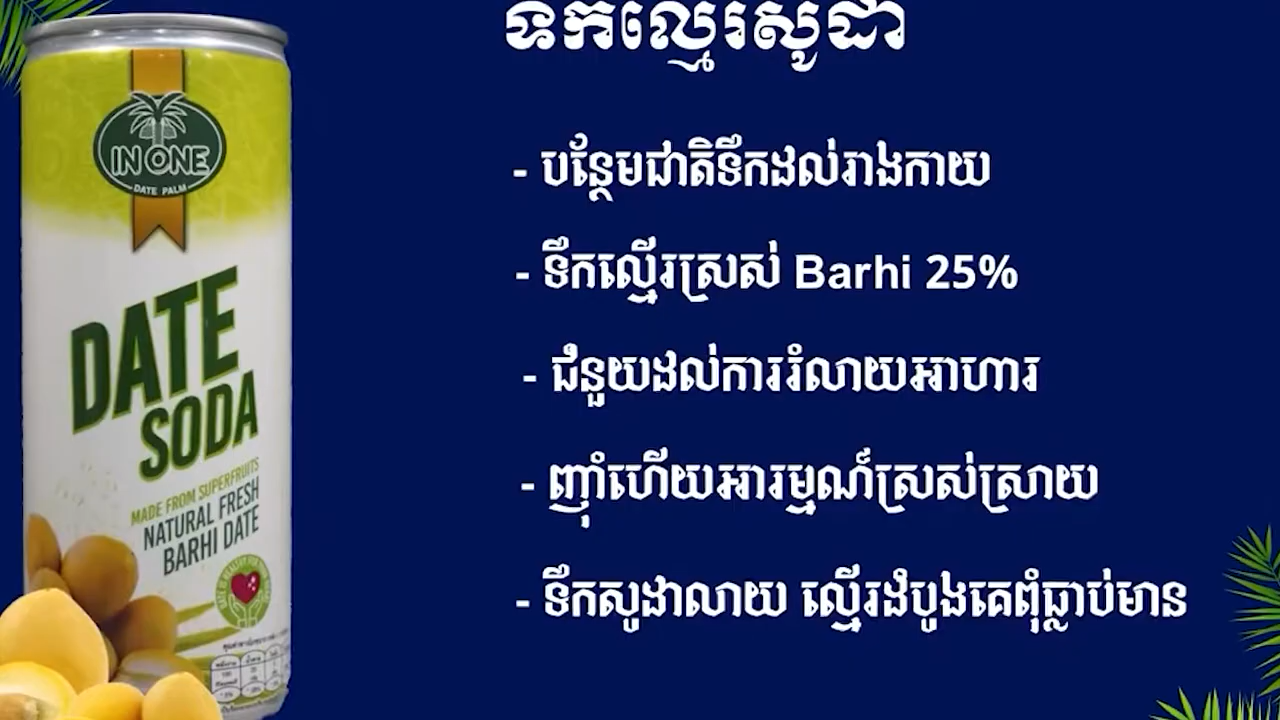 ទឹកល្មើរសូដា
- បន្ថែមជាតិទឹកដល់រាងកាយ
- ទឹកល្មើរស្រស់ Barhi 25%
- ជំនួយដល់ការរំលាយអាហារ
- ញ៉ាំហើយអារម្មណ៍ស្រស់ស្រាយ
- ទឹកសូដាលាយ ល្មើរដំបូងគេពុំធ្លាប់មាន
IN ONE
DATE PALM
DATE
SODA
MADE FROM SUPERFRUITS
NATURAL FRESH
BARHI DATE